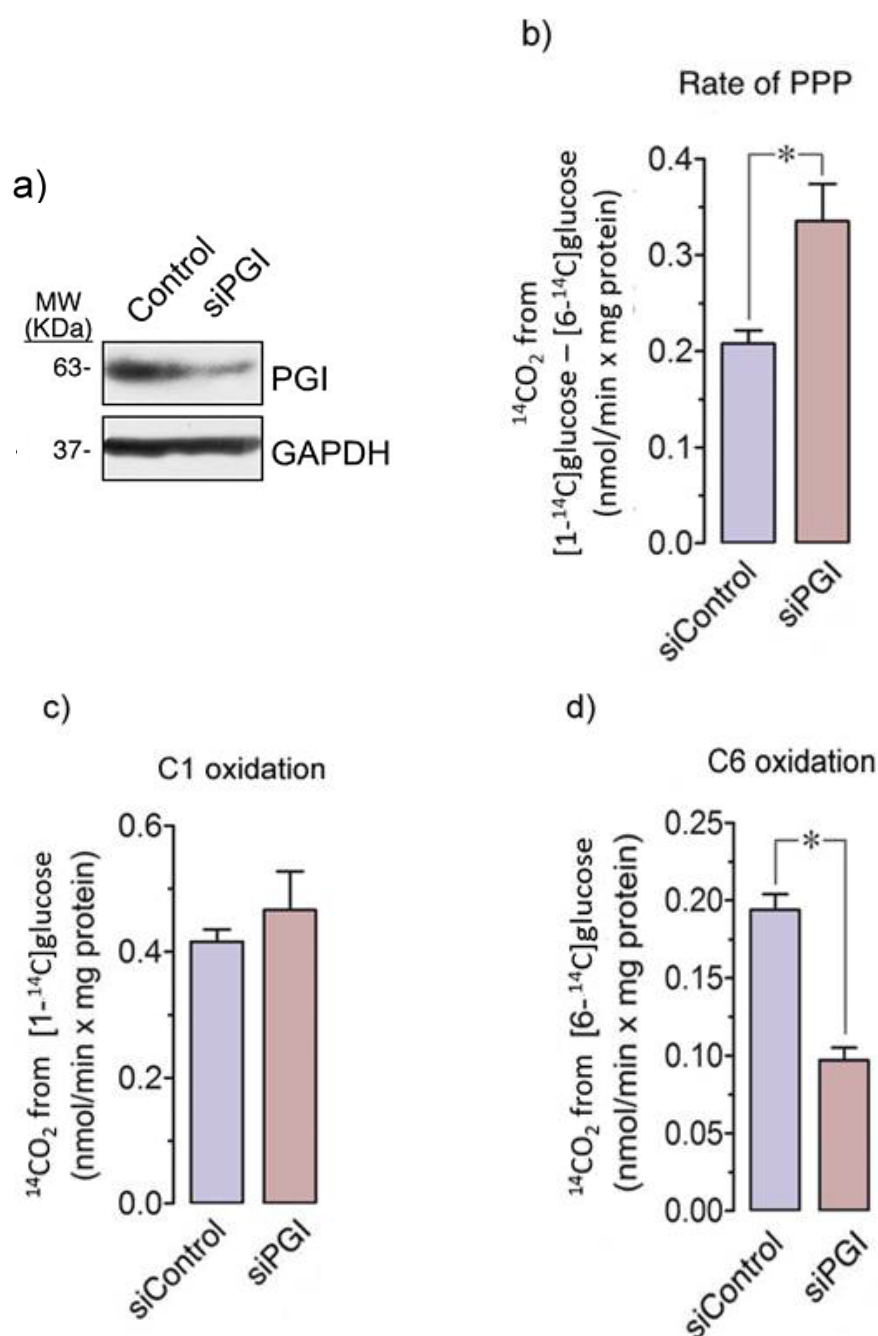 a)
Control
siPGI
MW
(KDa)
63-
PGI
37-
GAPDH
b)
Rate of PPP
¹⁴CO₂ from
[1-¹⁴C]glucose – [6-¹⁴C]glucose
(nmol/min x mg protein)
0.4
0.3
0.2
0.1
0.0
*
siControl
siPGI
c)
C1 oxidation
¹⁴CO₂ from [1-¹⁴C]glucose
(nmol/min x mg protein)
0.6
0.4
0.2
0.0
siControl
siPGI
d)
C6 oxidation
¹⁴CO₂ from [6-¹⁴C]glucose
(nmol/min x mg protein)
0.25
0.20
0.15
0.10
0.05
0.00
*
siControl
siPGI